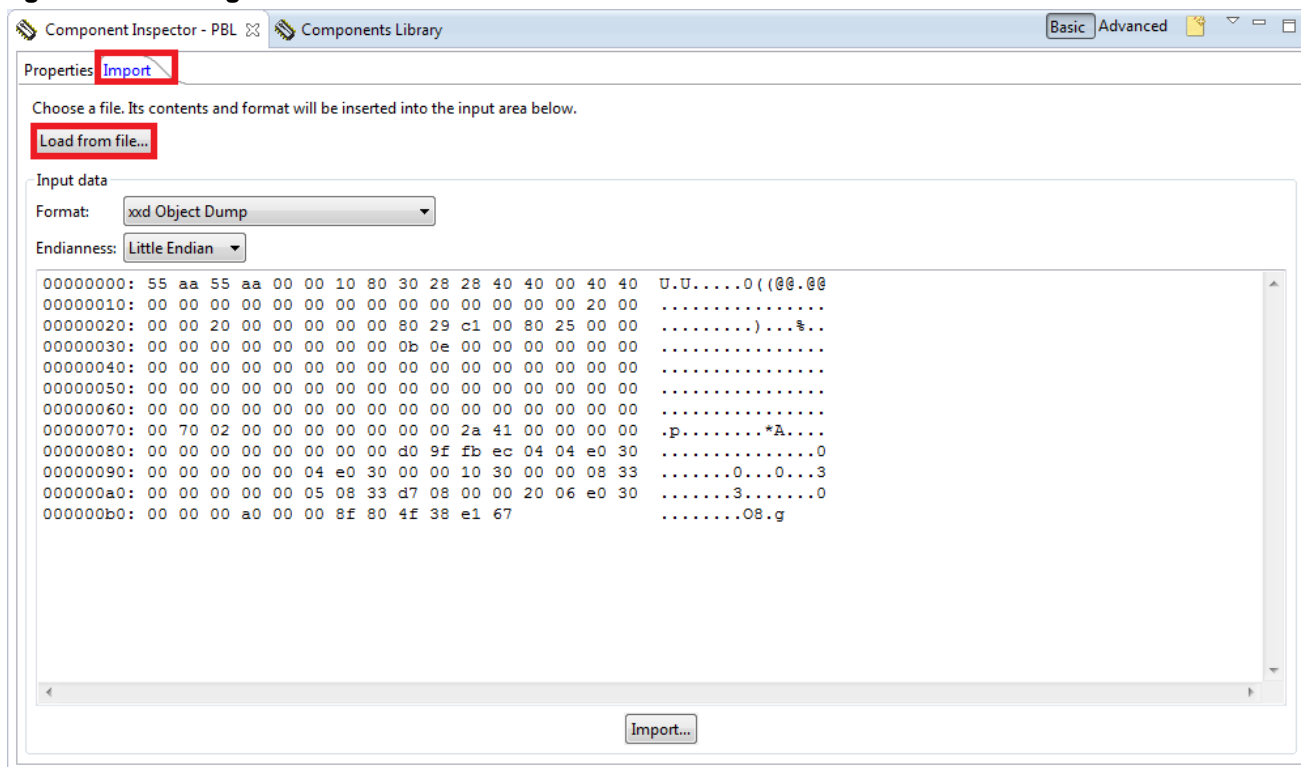 Component Inspector - PBL Components Library Basic Advanced
Properties Import
Choose a file. Its contents and format will be inserted into the input area below.
Load from file...
Input data
Format: xxd Object Dump
Endianness: Little Endian
00000000: 55 aa 55 aa 00 00 10 80 30 28 28 40 40 00 40 40 U.U.....0((@@.@@
00000010: 00 00 00 00 00 00 00 00 00 00 00 00 00 00 20 00 ................
00000020: 00 00 20 00 00 00 00 00 80 29 c1 00 80 25 00 00 .........)...%..
00000030: 00 00 00 00 00 00 00 00 0b 0e 00 00 00 00 00 00 ................
00000040: 00 00 00 00 00 00 00 00 00 00 00 00 00 00 00 00 ................
00000050: 00 00 00 00 00 00 00 00 00 00 00 00 00 00 00 00 ................
00000060: 00 00 00 00 00 00 00 00 00 00 00 00 00 00 00 00 ................
00000070: 00 70 02 00 00 00 00 00 00 00 2a 41 00 00 00 00 .p........*A....
00000080: 00 00 00 00 00 00 00 00 d0 9f fb ec 04 04 e0 30 ...............0
00000090: 00 00 00 00 00 04 e0 30 00 00 10 30 00 00 08 33 .......0...0...3
000000a0: 00 00 00 00 00 05 08 33 d7 08 00 00 20 06 e0 30 .......3.......0
000000b0: 00 00 00 a0 00 00 8f 80 4f 38 e1 67 ........O8.g
Import...